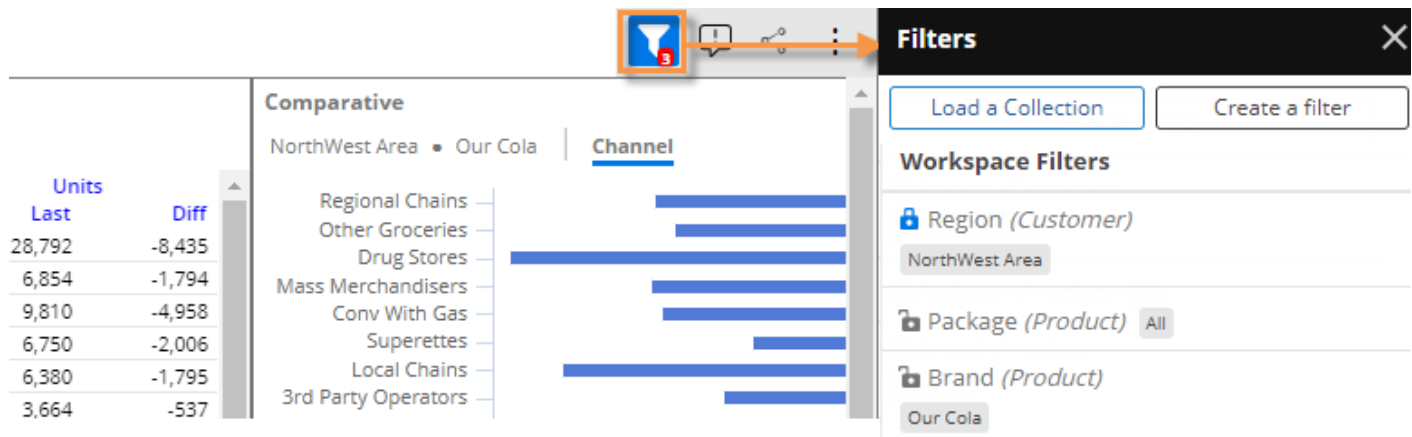 3
Filters
Load a Collection Create a filter
Workspace Filters
Region (Customer)
NorthWest Area
Package (Product) All
Brand (Product)
Our Cola
Comparative
NorthWest Area • Our Cola Channel
Regional Chains
Other Groceries
Drug Stores
Mass Merchandisers
Conv With Gas
Superettes
Local Chains
3rd Party Operators
Units
Last Diff
28,792 -8,435
6,854 -1,794
9,810 -4,958
6,750 -2,006
6,380 -1,795
3,664 -537